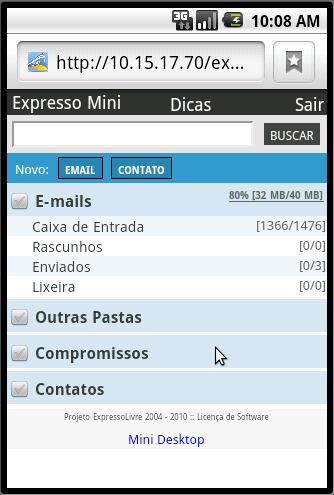 3G 10:08 AM
http://10.15.17.70/ex...
Expresso Mini Dicas Sair
BUSCAR
Novo: EMAIL CONTATO
E-mails 80% [32 MB/40 MB]
Caixa de Entrada [1366/1476]
Rascunhos [0/0]
Enviados [0/3]
Lixeira [0/0]
Outras Pastas
Compromissos
Contatos
Projeto ExpressoLivre 2004 - 2010 :: Licença de Software
Mini Desktop